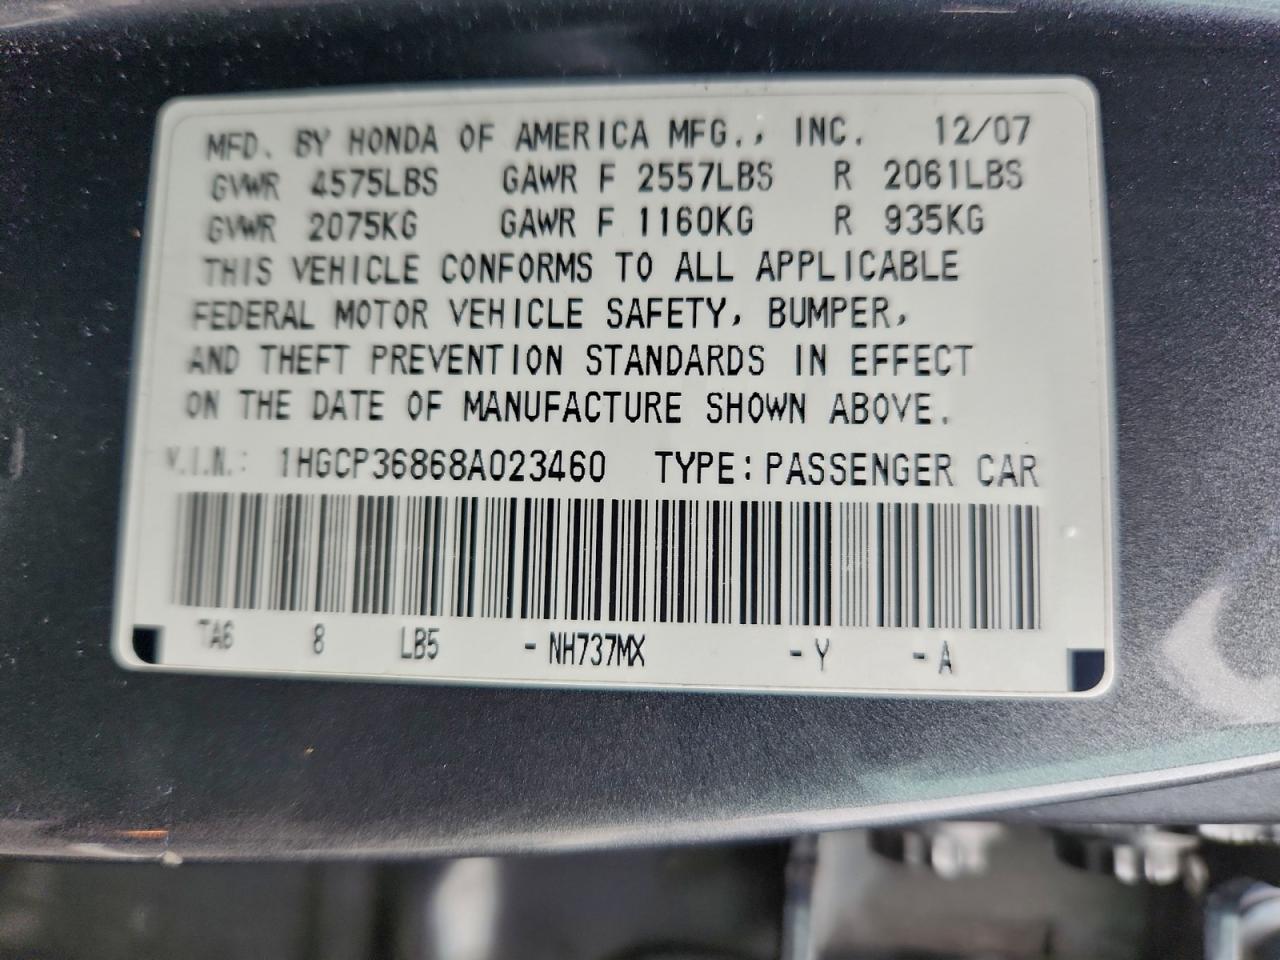 MFD. BY HONDA OF AMERICA MFG., INC. 12/07
GVWR 4575LBS GAWR F 2557LBS R 2061LBS
GVWR 2075KG GAWR F 1160KG R 935KG
THIS VEHICLE CONFORMS TO ALL APPLICABLE
FEDERAL MOTOR VEHICLE SAFETY, BUMPER,
AND THEFT PREVENTION STANDARDS IN EFFECT
ON THE DATE OF MANUFACTURE SHOWN ABOVE.
V.I.N.: 1HGCP36868A023460 TYPE: PASSENGER CAR
TA6 8 LB5 - NH737MX - Y - A